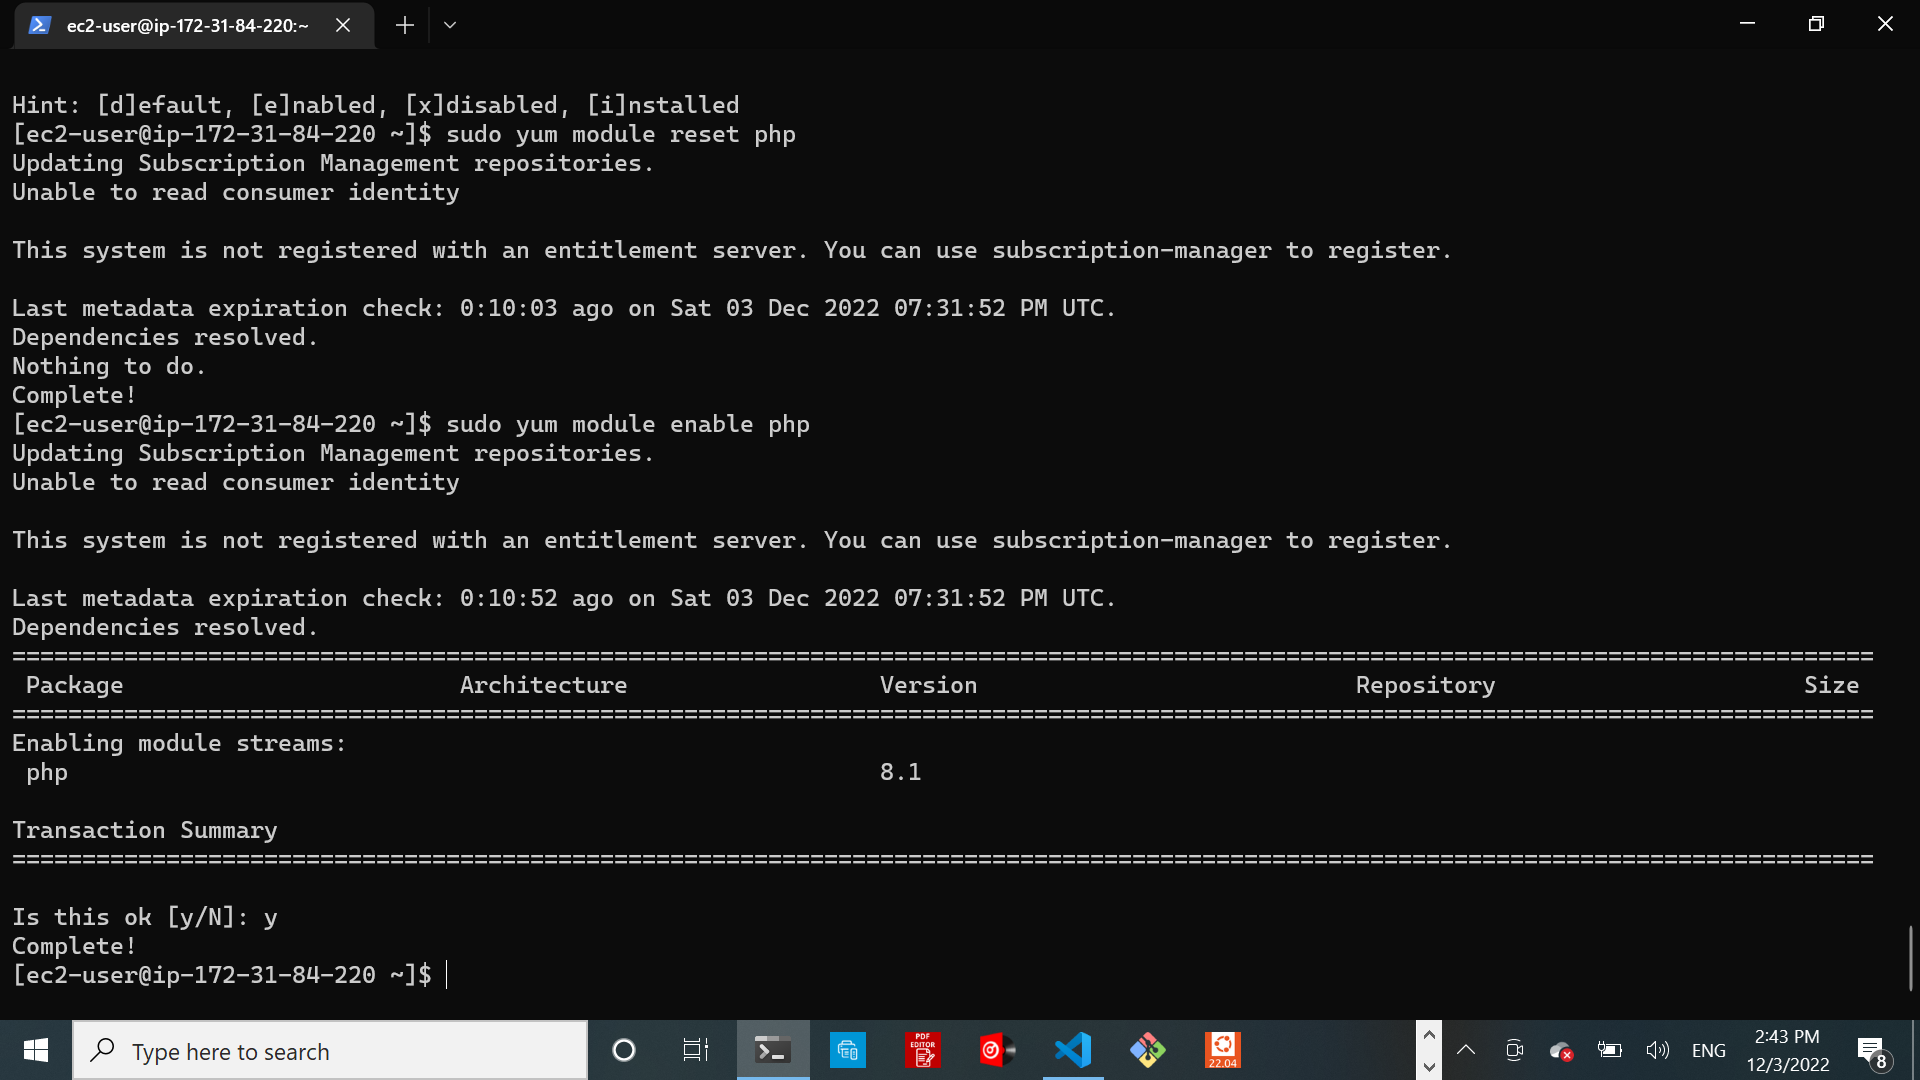 ec2-user@ip-172-31-84-220:~
Hint: [d]efault, [e]nabled, [x]disabled, [i]nstalled
[ec2-user@ip-172-31-84-220 ~]$ sudo yum module reset php
Updating Subscription Management repositories.
Unable to read consumer identity
This system is not registered with an entitlement server. You can use subscription-manager to register.
Last metadata expiration check: 0:10:03 ago on Sat 03 Dec 2022 07:31:52 PM UTC.
Dependencies resolved.
Nothing to do.
Complete!
[ec2-user@ip-172-31-84-220 ~]$ sudo yum module enable php
Updating Subscription Management repositories.
Unable to read consumer identity
This system is not registered with an entitlement server. You can use subscription-manager to register.
Last metadata expiration check: 0:10:52 ago on Sat 03 Dec 2022 07:31:52 PM UTC.
Dependencies resolved.
Package Architecture Version Repository Size
Enabling module streams:
php 8.1
Transaction Summary
Is this ok [y/N]: y
Complete!
[ec2-user@ip-172-31-84-220 ~]$
Type here to search
PDF EDITOR
22.04
ENG
2:43 PM
12/3/2022
8